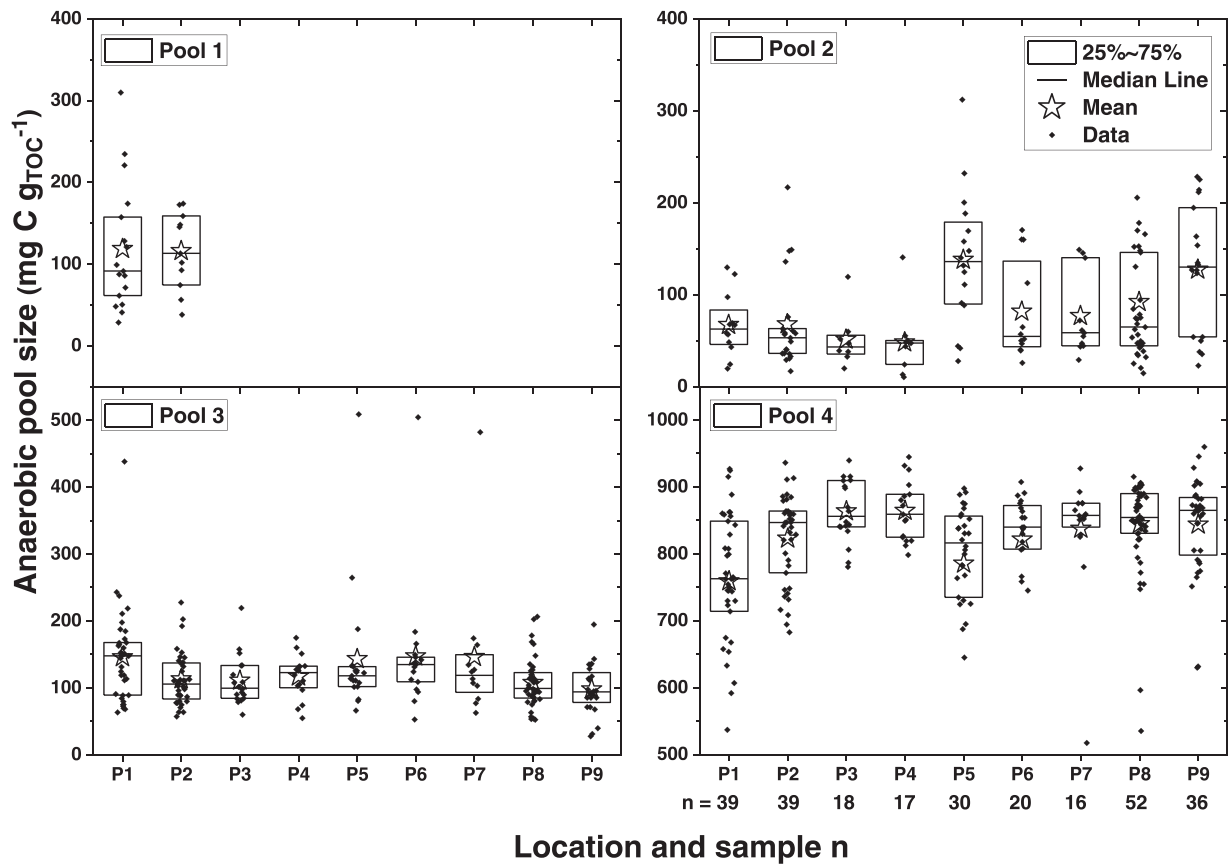 Anaerobic pool size (mg C gTOC-1)
400
300
200
100
0
Pool 1
400
300
200
100
0
Pool 2
25%~75%
Median Line
Mean
Data
500
400
300
200
100
0
Pool 3
P1 P2 P3 P4 P5 P6 P7 P8 P9
1000
900
800
700
600
500
Pool 4
P1 P2 P3 P4 P5 P6 P7 P8 P9
n = 39 39 18 17 30 20 16 52 36
Location and sample n